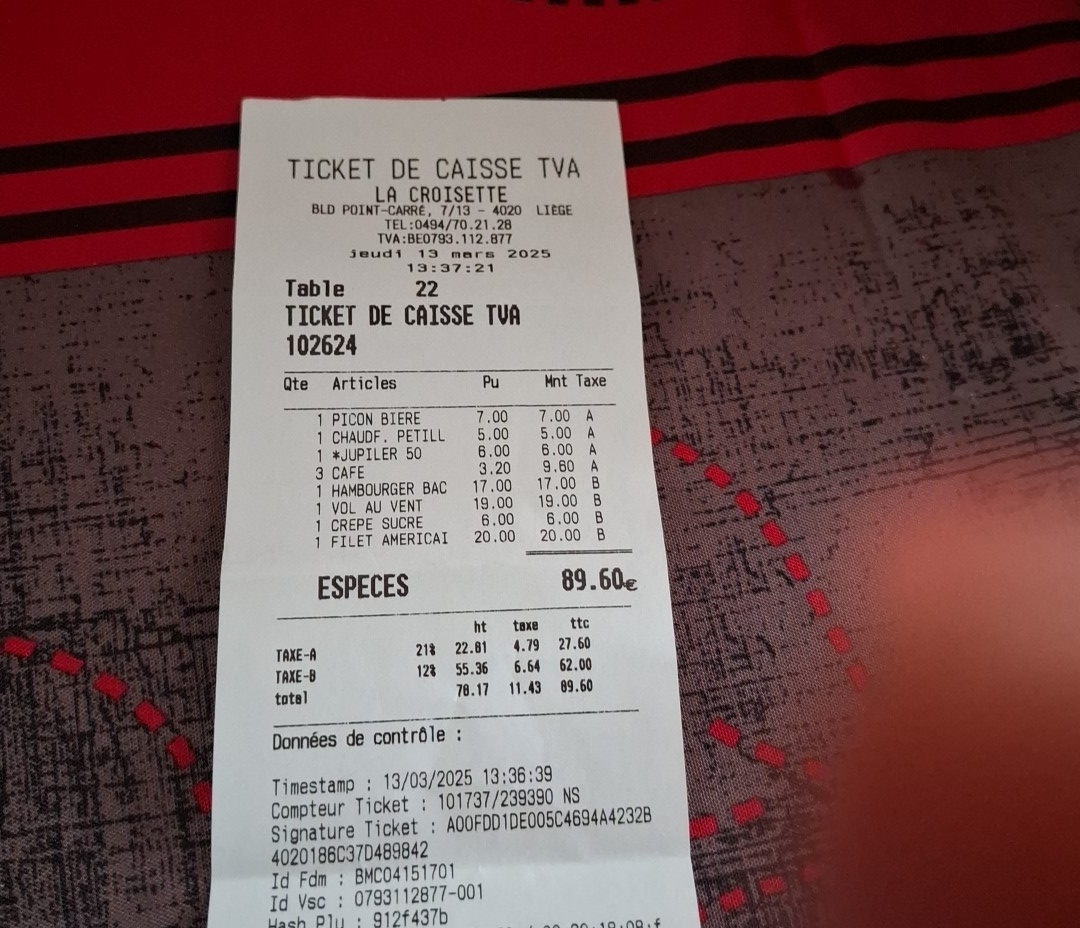 TICKET DE CAISSE TVA
LA CROISETTE
BLD POINT-CARRÉ, 7/13 - 4020 LIÈGE
TEL:0494/70.21.28
TVA:BE0793.112.877
jeudi 13 mars 2025
13:37:21
Table 22
TICKET DE CAISSE TVA
102624
Qte Articles Pu Mnt Taxe
1 PICON BIERE 7.00 7.00 A
1 CHAUDF. PETILL 5.00 5.00 A
1 *JUPILER 50 6.00 6.00 A
3 CAFE 3.20 9.60 A
1 HAMBOURGER BAC 17.00 17.00 B
1 VOL AU VENT 19.00 19.00 B
1 CREPE SUCRE 6.00 6.00 B
1 FILET AMERICAI 20.00 20.00 B
ESPECES 89.60€
ht taxe ttc
TAXE-A 21% 22.81 4.79 27.60
TAXE-B 12% 55.36 6.64 62.00
total 78.17 11.43 89.60
Données de contrôle :
Timestamp : 13/03/2025 13:36:39
Compteur Ticket : 101737/239390 NS
Signature Ticket : A00FDD1DE005C4694A4232B
4020186C37D489842
Id Fdm : BMC04151701
Id Vsc : 0793112877-001
Hash Plu : 912f437b